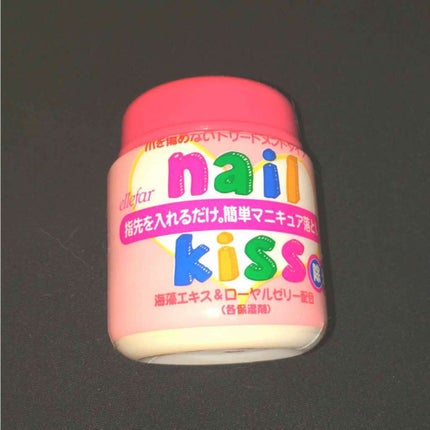 爪を傷めないトリートメントタイプ
nail
ellefar
指先を入れるだけ。簡単マニキュア落とし
kiss
海藻エキス＆ローヤルゼリー配合
(各保湿剤)